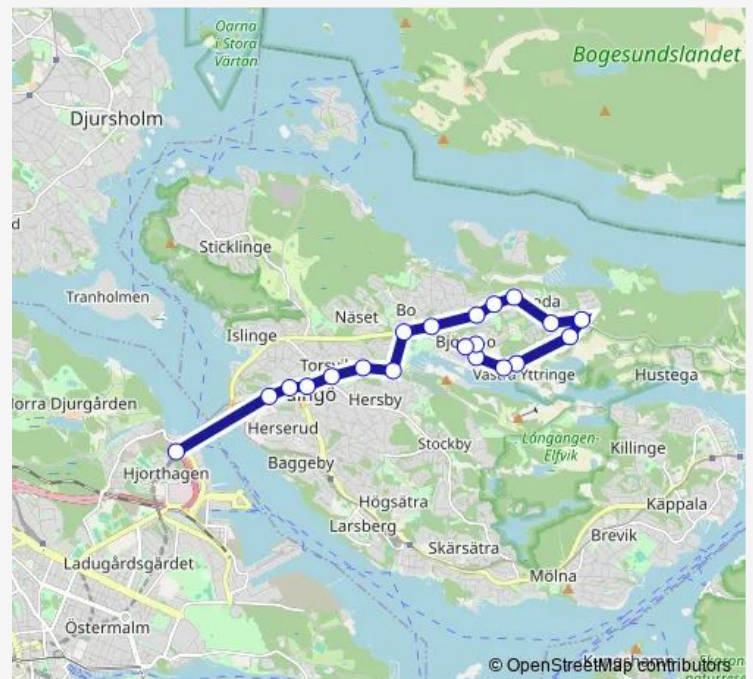 Oarna
i Stora
Värtan
Bogesundslandet
Djursholm
d
Sticklinge
Tranholmen
Näset
Bo
Islinge
Västra Yttringe
Hustega
orra Djurgården
Hersby
Herserud
Stockby
Långängen-
Elfvik
Killinge
Hjorthagen
Baggeby
Högsätra
Käppala
Larsberg
Brevik
Ladugårdsgärdet
Skärsätra
Mölna
Östermalm
© OpenStreetMap contributors